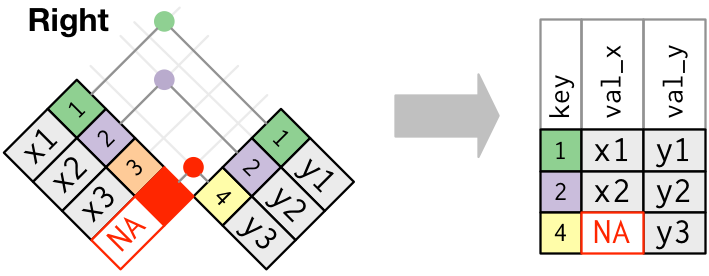 Right
1 x1
2 x2
3 x3
NA
1 y1
2 y2
4 y3
key val_x val_y
1 x1 y1
2 x2 y2
4 NA y3